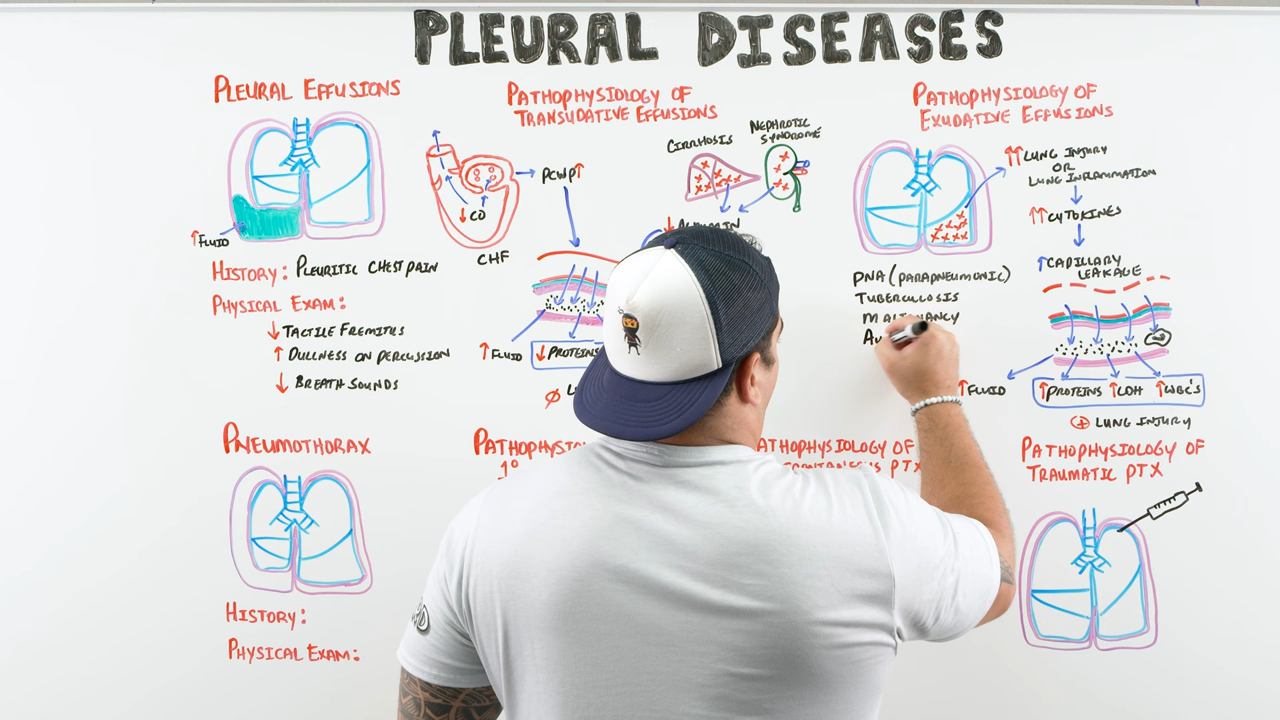 PLEURAL DISEASES
PLEURAL EFFUSIONS
↑FLUID
HISTORY: PLEURITIC CHEST PAIN
PHYSICAL EXAM:
↓TACTILE FREMITUS
↑ DULLNESS ON PERCUSSION
↓ BREATH SOUNDS
PATHOPHYSIOLOGY OF
TRANSUDATIVE EFFUSIONS
↓CO
CHF
PCWP↑
CIRRHOSIS
NEPHROTIC
SYNDROME
↑FLUID
↓PROTEINS
PATHOPHYSIOLOGY OF
EXUDATIVE EFFUSIONS
↑↑LUNG INJURY
OR
LUNG INFLAMMATION
↑↑CYTOKINES
↑CAPILLARY
LEAKAGE
PNA (PARAPNEUMONIC)
TUBERCULOSIS
↑FLUID
↑PROTEINS ↑LDH ↑WBC'S
⊕ LUNG INJURY
PNEUMOTHORAX
HISTORY:
PHYSICAL EXAM:
1°
OF
PTX
PATHOPHYSIOLOGY OF
TRAUMATIC PTX